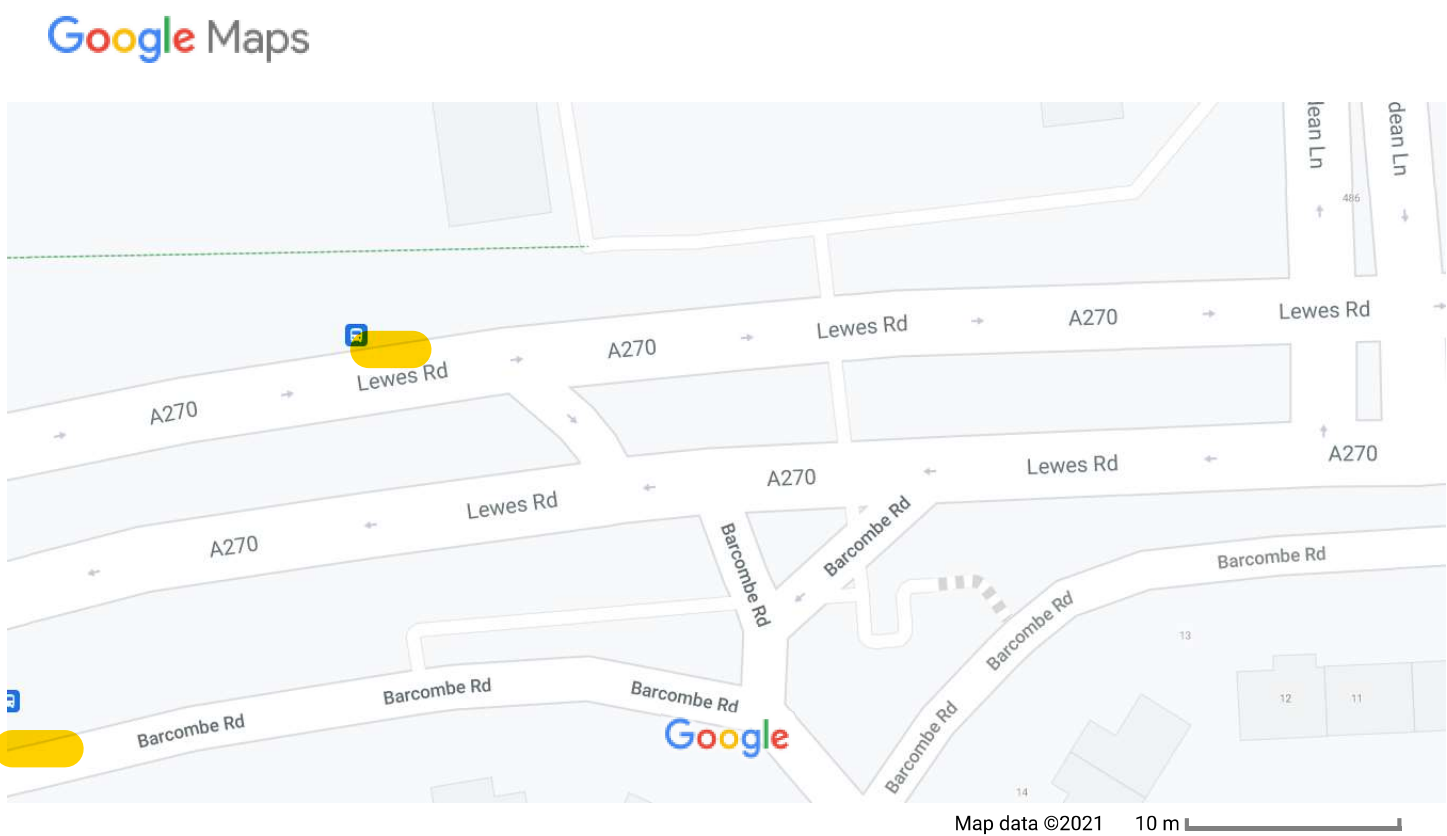 Google Maps
lean Ln
dean Ln
486
Lewes Rd
A270
Lewes Rd
A270
Lewes Rd
A270
A270
Lewes Rd
A270
Lewes Rd
A270
Barcombe Rd
Barcombe Rd
Barcombe Rd
Barcombe Rd
13
Barcombe Rd
Barcombe Rd
12
11
Barcombe Rd
Barcombe Rd
Google
14
Map data ©2021 10 m